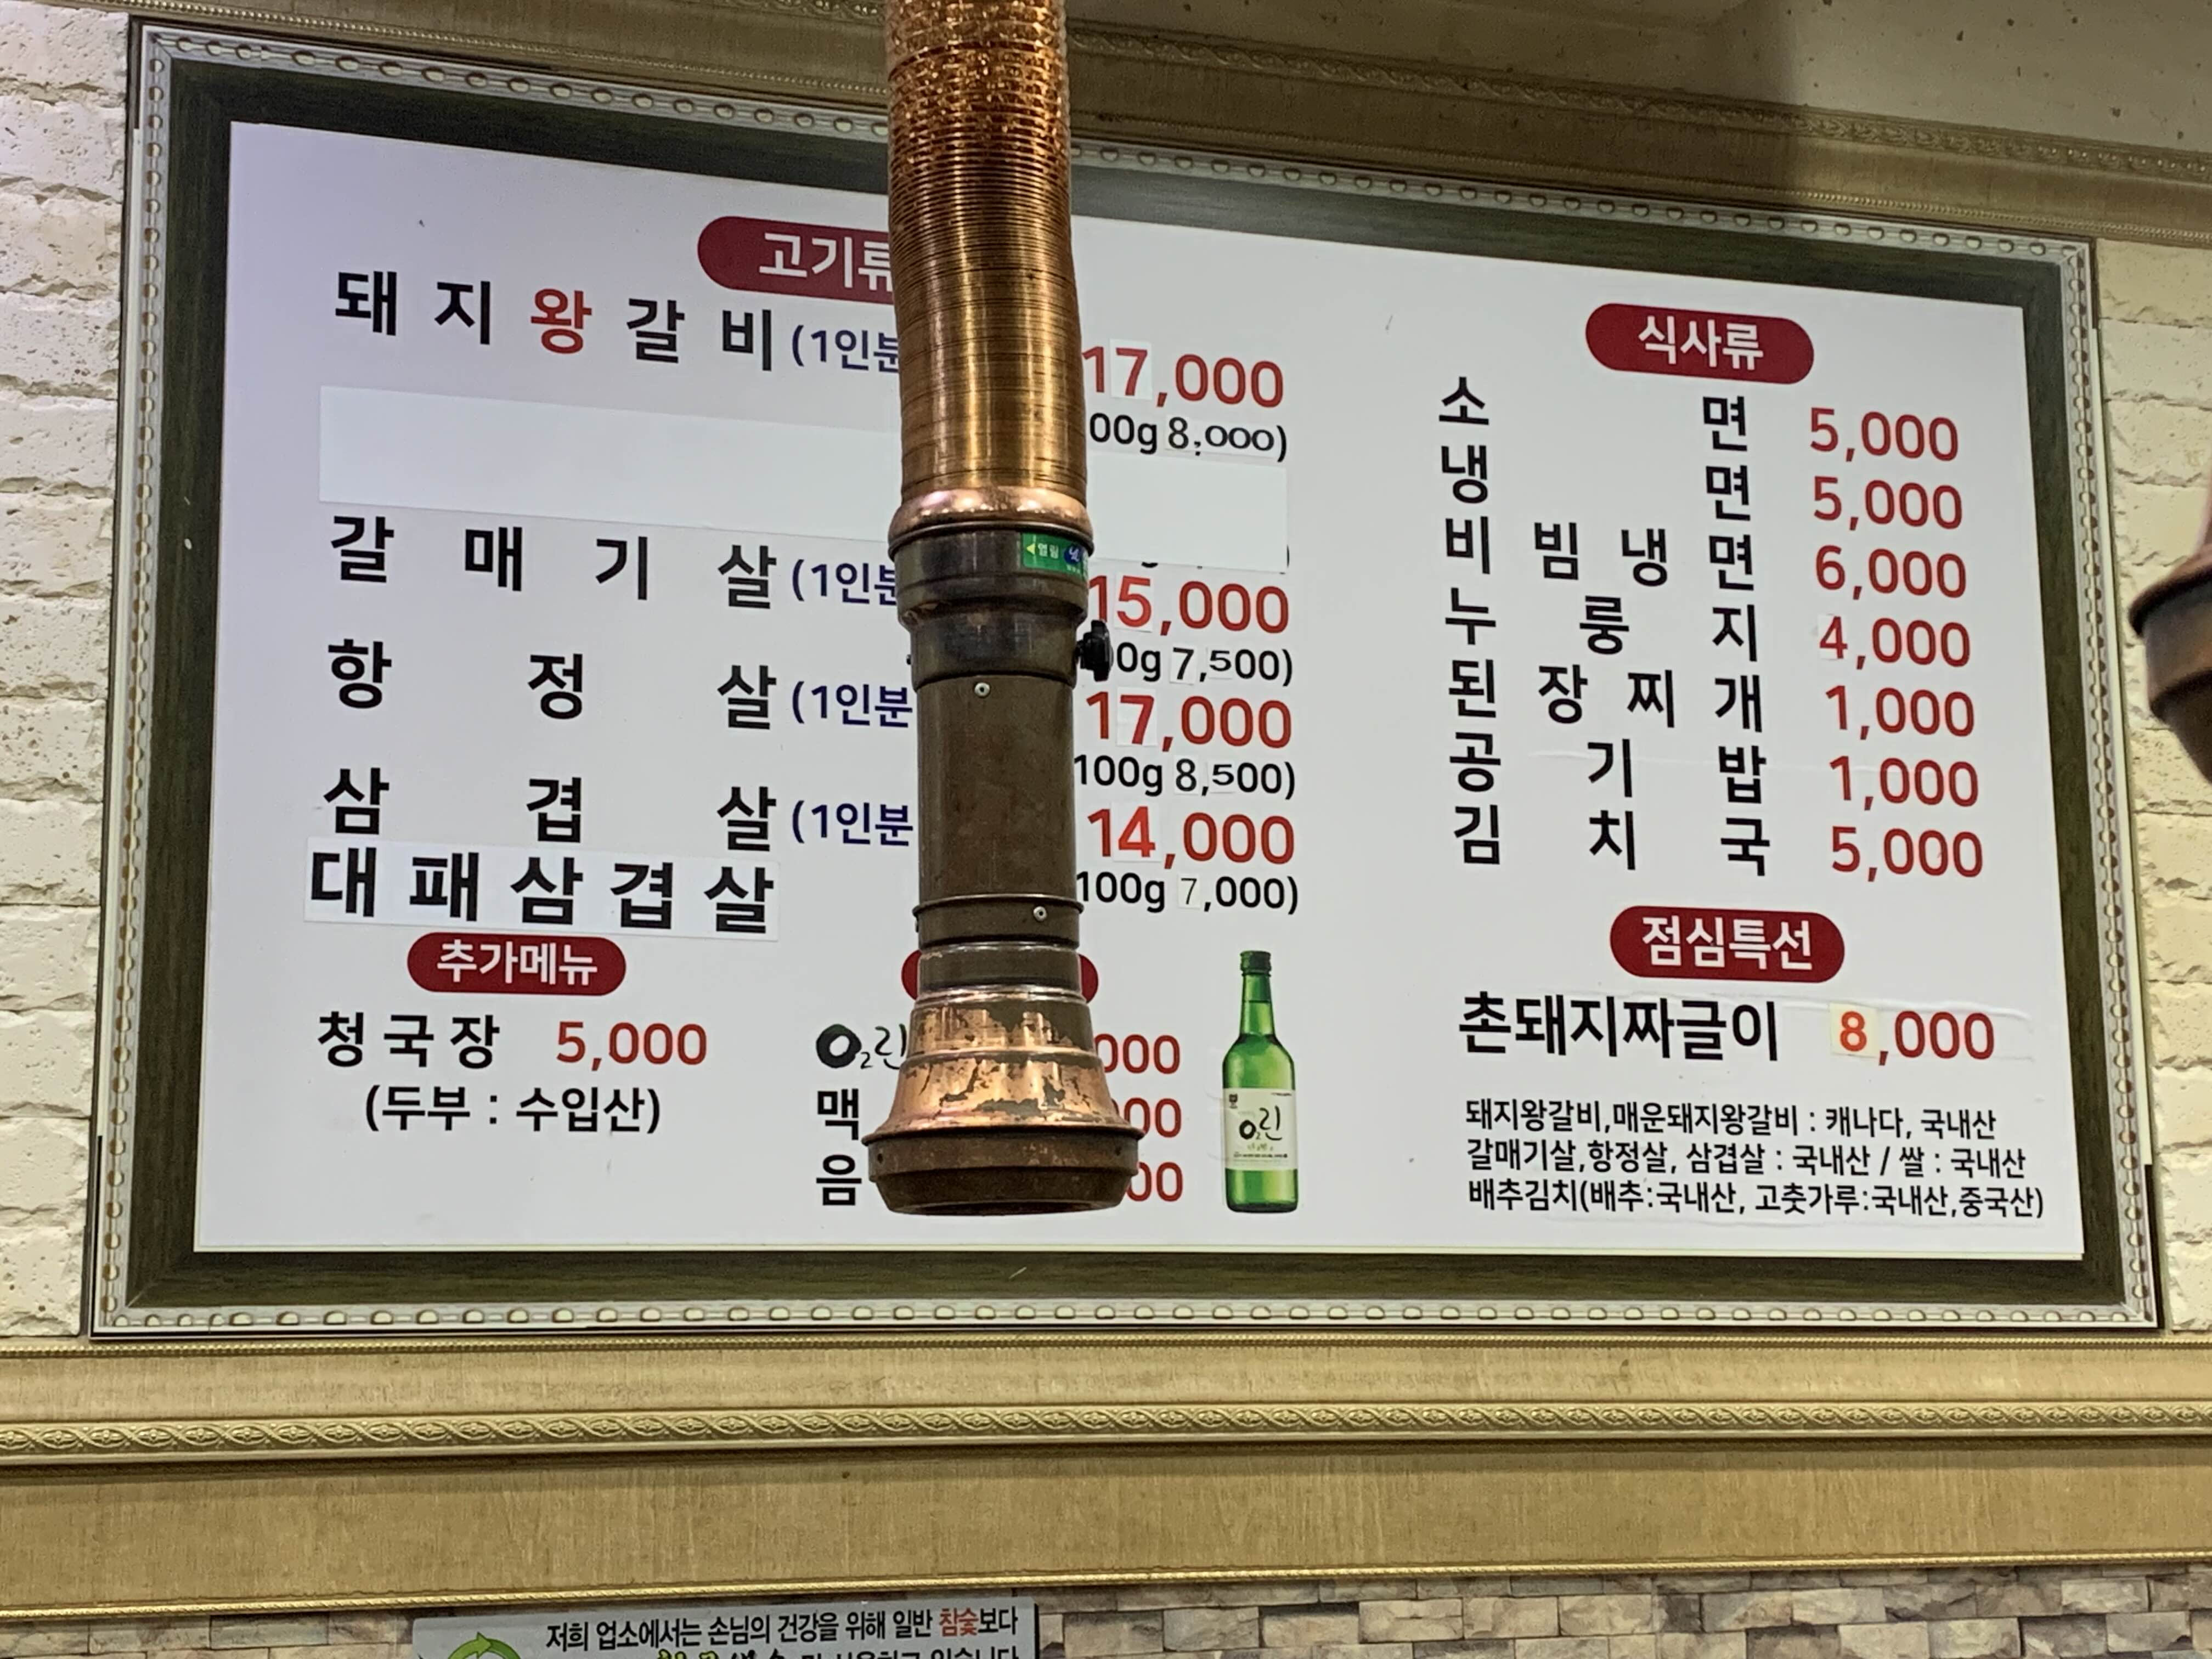 고기류
돼지왕갈비(1인분 17,000
00g 8,000)
갈매기살(1인분 15,000
0g 7,500)
항정살(1인분 17,000
100g 8,500)
삼겹살(1인분 14,000
100g 7,000)
대패삼겹살
추가메뉴
청국장 5,000
(두부 : 수입산)
O2린 000
맥 00
음 00
O2린
식사류
소면 5,000
냉면 5,000
비빔냉면 6,000
누룽지 4,000
된장찌개 1,000
공기밥 1,000
김치국 5,000
점심특선
촌돼지짜글이 8,000
돼지왕갈비,매운돼지왕갈비 : 캐나다, 국내산
갈매기살,항정살, 삼겹살 : 국내산 / 쌀 : 국내산
배추김치(배추:국내산, 고춧가루:국내산,중국산)
열림
저희 업소에서는 손님의 건강을 위해 일반 참숯보다